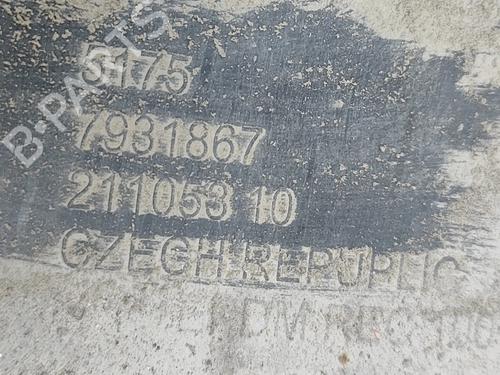 B-PARTS
5175
7931867
211053 10
CZECH REPUBLIC